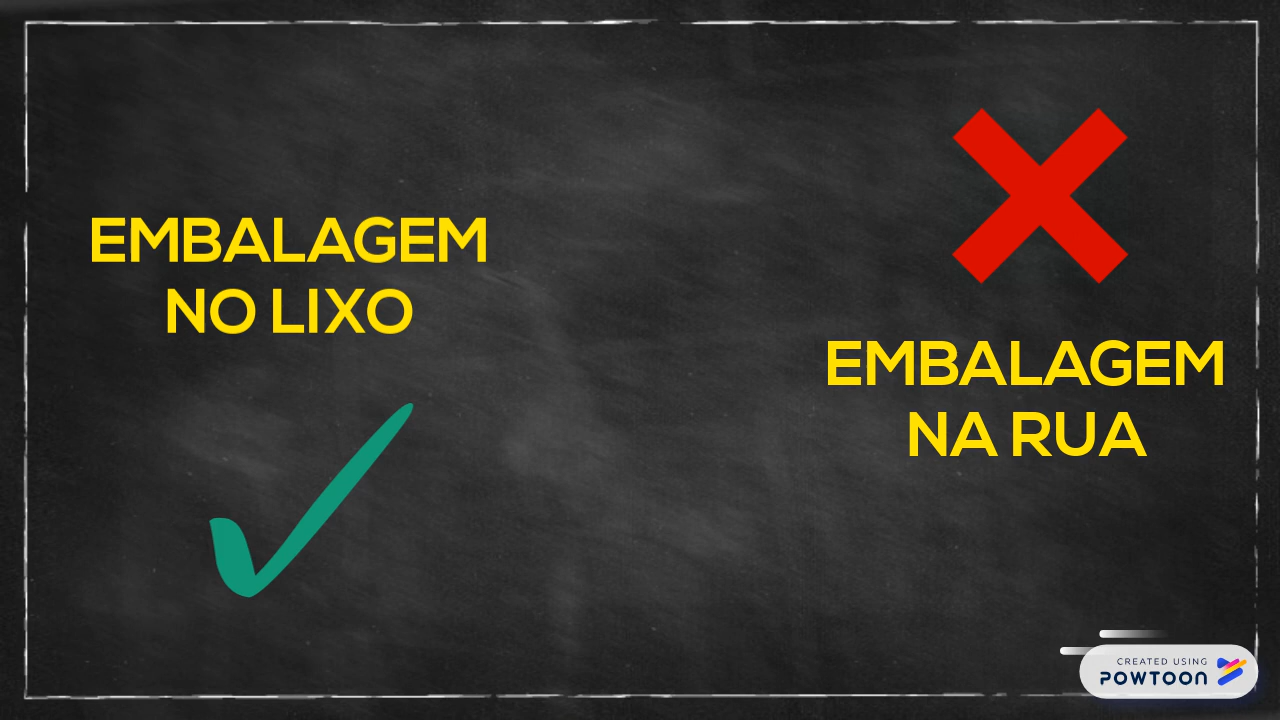 EMBALAGEM
NO LIXO
EMBALAGEM
NA RUA
CREATED USING
POWTOON